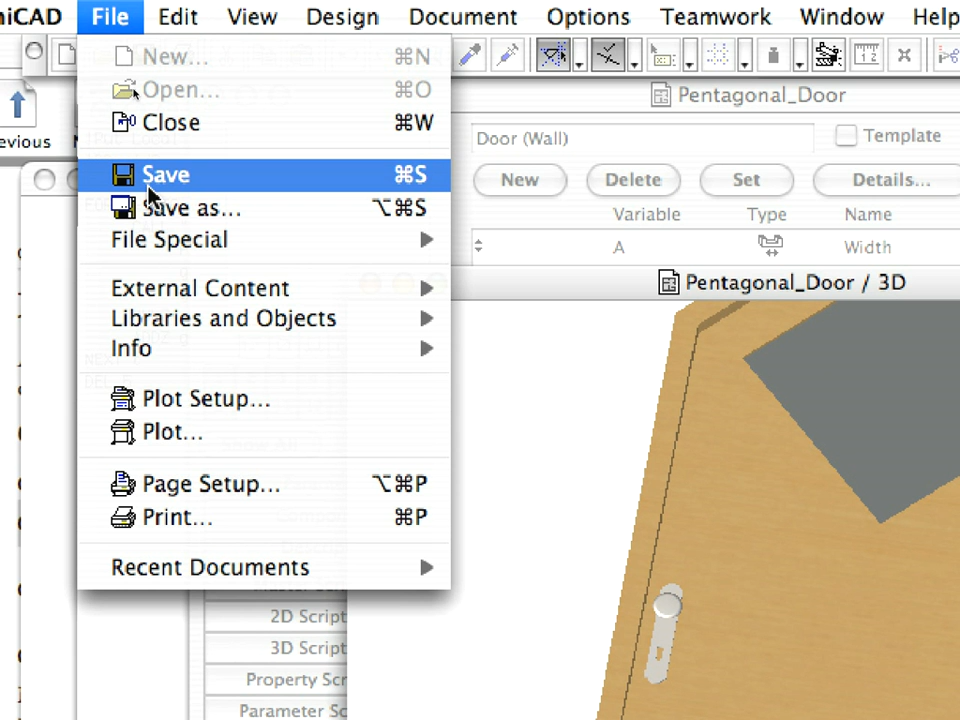 niCAD File Edit View Design Document Options Teamwork Window Help
New... ⌘N
Open... ⌘O
Close ⌘W
Save ⌘S
Save as... ⌥⌘S
File Special
External Content
Libraries and Objects
Info
Plot Setup...
Plot...
Page Setup... ⌥⌘P
Print... ⌘P
Recent Documents
evious
Pentagonal_Door
Door (Wall) Template
New Delete Set Details...
Variable Type Name
A Width
Pentagonal_Door / 3D
2D Script
3D Script
Property Scr
Parameter Sc